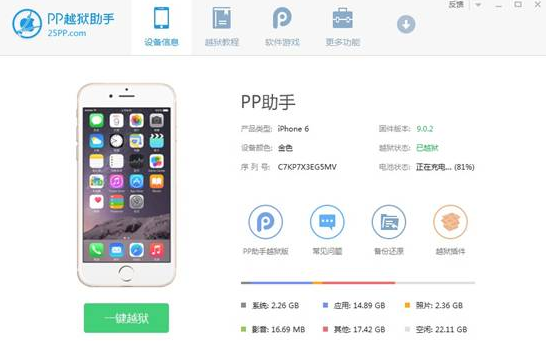 PP越狱助手
25PP.com
设备信息
越狱教程
软件游戏
更多功能
反馈
PP助手
产品类型: iPhone 6
固件版本: 9.0.2
设备颜色: 金色
越狱状态: 已越狱
序 列 号: C7KP7X3EG5MV
电池状态: 正在充电... (81%)
PP助手越狱版
常见问题
备份还原
越狱插件
一键越狱
系统: 2.26 GB
应用: 14.89 GB
照片: 2.36 GB
影音: 16.69 MB
其他: 17.42 GB
空闲: 22.11 GB